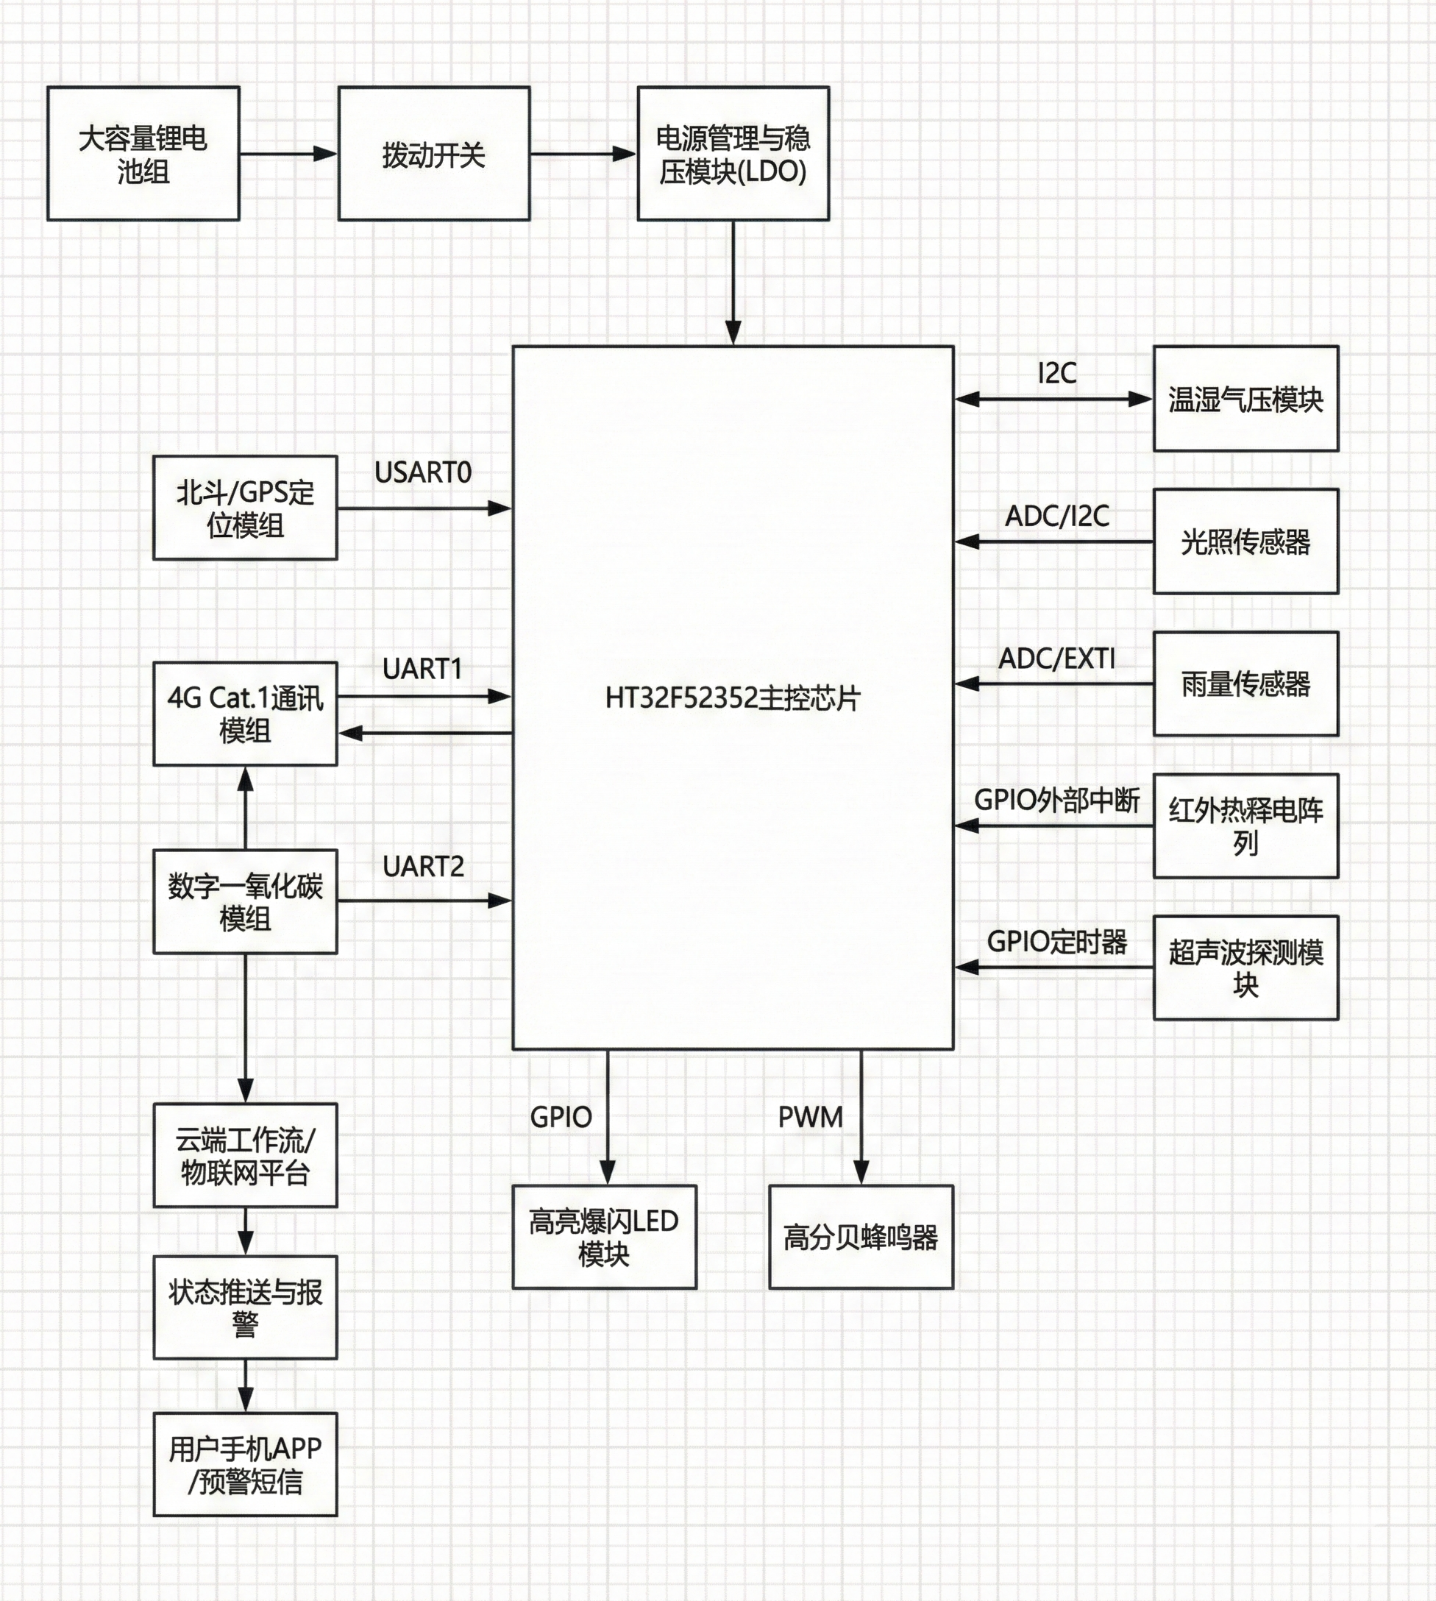 大容量锂电
池组
拨动开关
电源管理与稳
压模块(LDO)
I2C
温湿气压模块
USART0
北斗/GPS定
位模组
ADC/I2C
光照传感器
UART1
4G Cat.1通讯
模组
HT32F52352主控芯片
ADC/EXTI
雨量传感器
GPIO外部中断
红外热释电阵
列
UART2
数字一氧化碳
模组
GPIO定时器
超声波探测模
块
GPIO
PWM
云端工作流/
物联网平台
高亮爆闪LED
模块
高分贝蜂鸣器
状态推送与报
警
用户手机APP
/预警短信